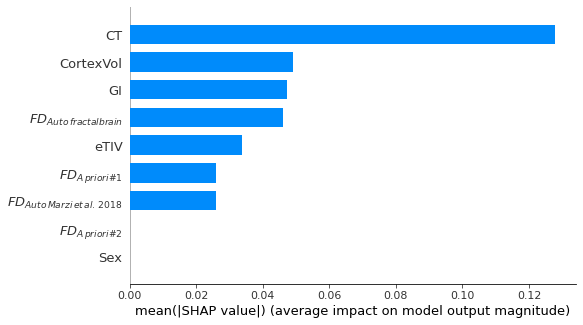 CT
CortexVol
GI
FD_Auto fractalbrain
eTIV
FD_A priori#1
FD_Auto Marzi et al. 2018
FD_A priori#2
Sex
0.00 0.02 0.04 0.06 0.08 0.10 0.12
mean(|SHAP value|) (average impact on model output magnitude)